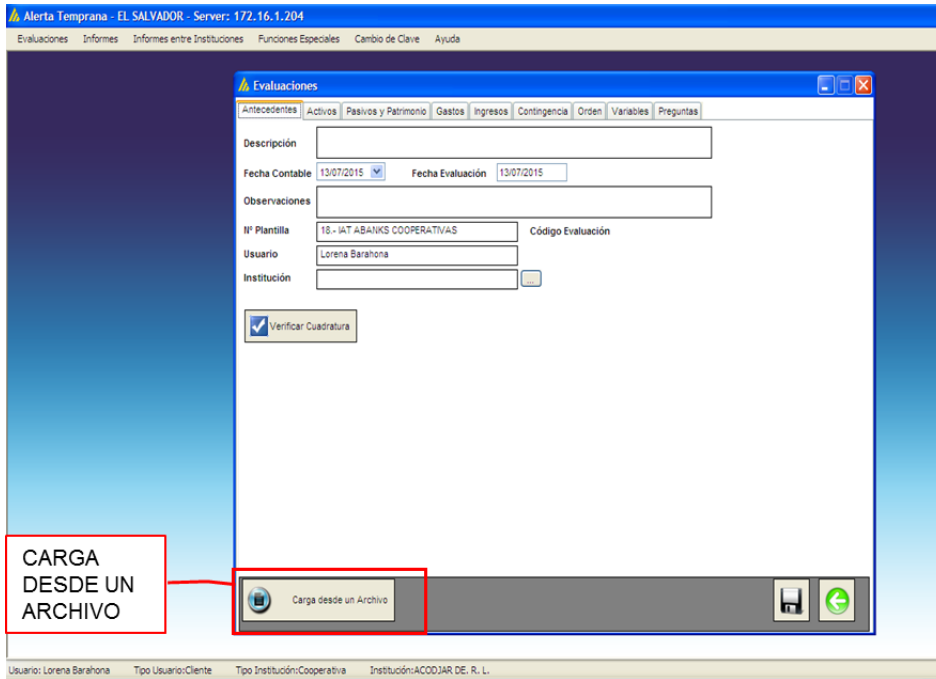 Alerta Temprana - EL SALVADOR - Server: 172.16.1.204
Evaluaciones Informes Informes entre Instituciones Funciones Especiales Cambio de Clave Ayuda
Evaluaciones
Antecedentes Activos Pasivos y Patrimonio Gastos Ingresos Contingencia Orden Variables Preguntas
Descripción
Fecha Contable 13/07/2015 Fecha Evaluación 13/07/2015
Observaciones
Nº Plantilla 18.- IAT ABANKS COOPERATIVAS Código Evaluación
Usuario Lorena Barahona
Institución ...
Verificar Cuadratura
CARGA
DESDE UN
ARCHIVO
Carga desde un Archivo
Usuario: Lorena Barahona Tipo Usuario:Cliente Tipo Institución:Cooperativa Institución:ACODJAR DE. R. L.